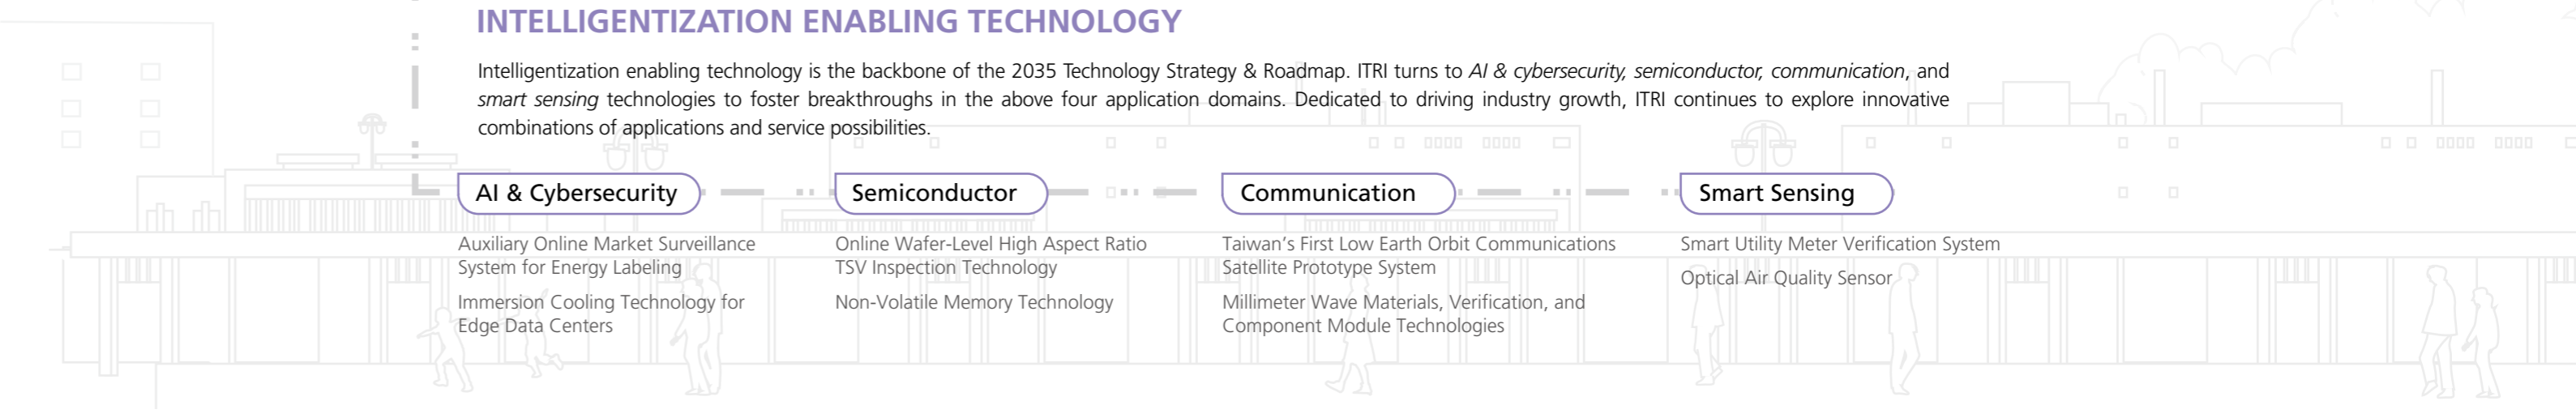 INTELLIGENTIZATION ENABLING TECHNOLOGY
Intelligentization enabling technology is the backbone of the 2035 Technology Strategy & Roadmap. ITRI turns to AI & cybersecurity, semiconductor, communication, and
smart sensing technologies to foster breakthroughs in the above four application domains. Dedicated to driving industry growth, ITRI continues to explore innovative
combinations of applications and service possibilities.
AI & Cybersecurity
Auxiliary Online Market Surveillance
System for Energy Labeling
Immersion Cooling Technology for
Edge Data Centers
Semiconductor
Online Wafer-Level High Aspect Ratio
TSV Inspection Technology
Non-Volatile Memory Technology
Communication
Taiwan’s First Low Earth Orbit Communications
Satellite Prototype System
Millimeter Wave Materials, Verification, and
Component Module Technologies
Smart Sensing
Smart Utility Meter Verification System
Optical Air Quality Sensor